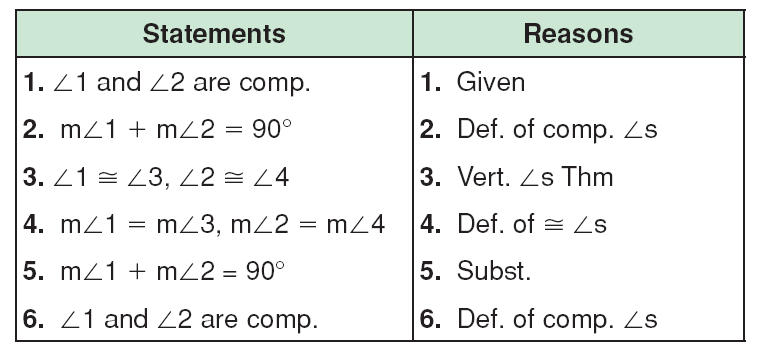 Statements Reasons
1. ∠1 and ∠2 are comp. 1. Given
2. m∠1 + m∠2 = 90° 2. Def. of comp. ∠s
3. ∠1 ≅ ∠3, ∠2 ≅ ∠4 3. Vert. ∠s Thm
4. m∠1 = m∠3, m∠2 = m∠4 4. Def. of ≅ ∠s
5. m∠1 + m∠2 = 90° 5. Subst.
6. ∠1 and ∠2 are comp. 6. Def. of comp. ∠s